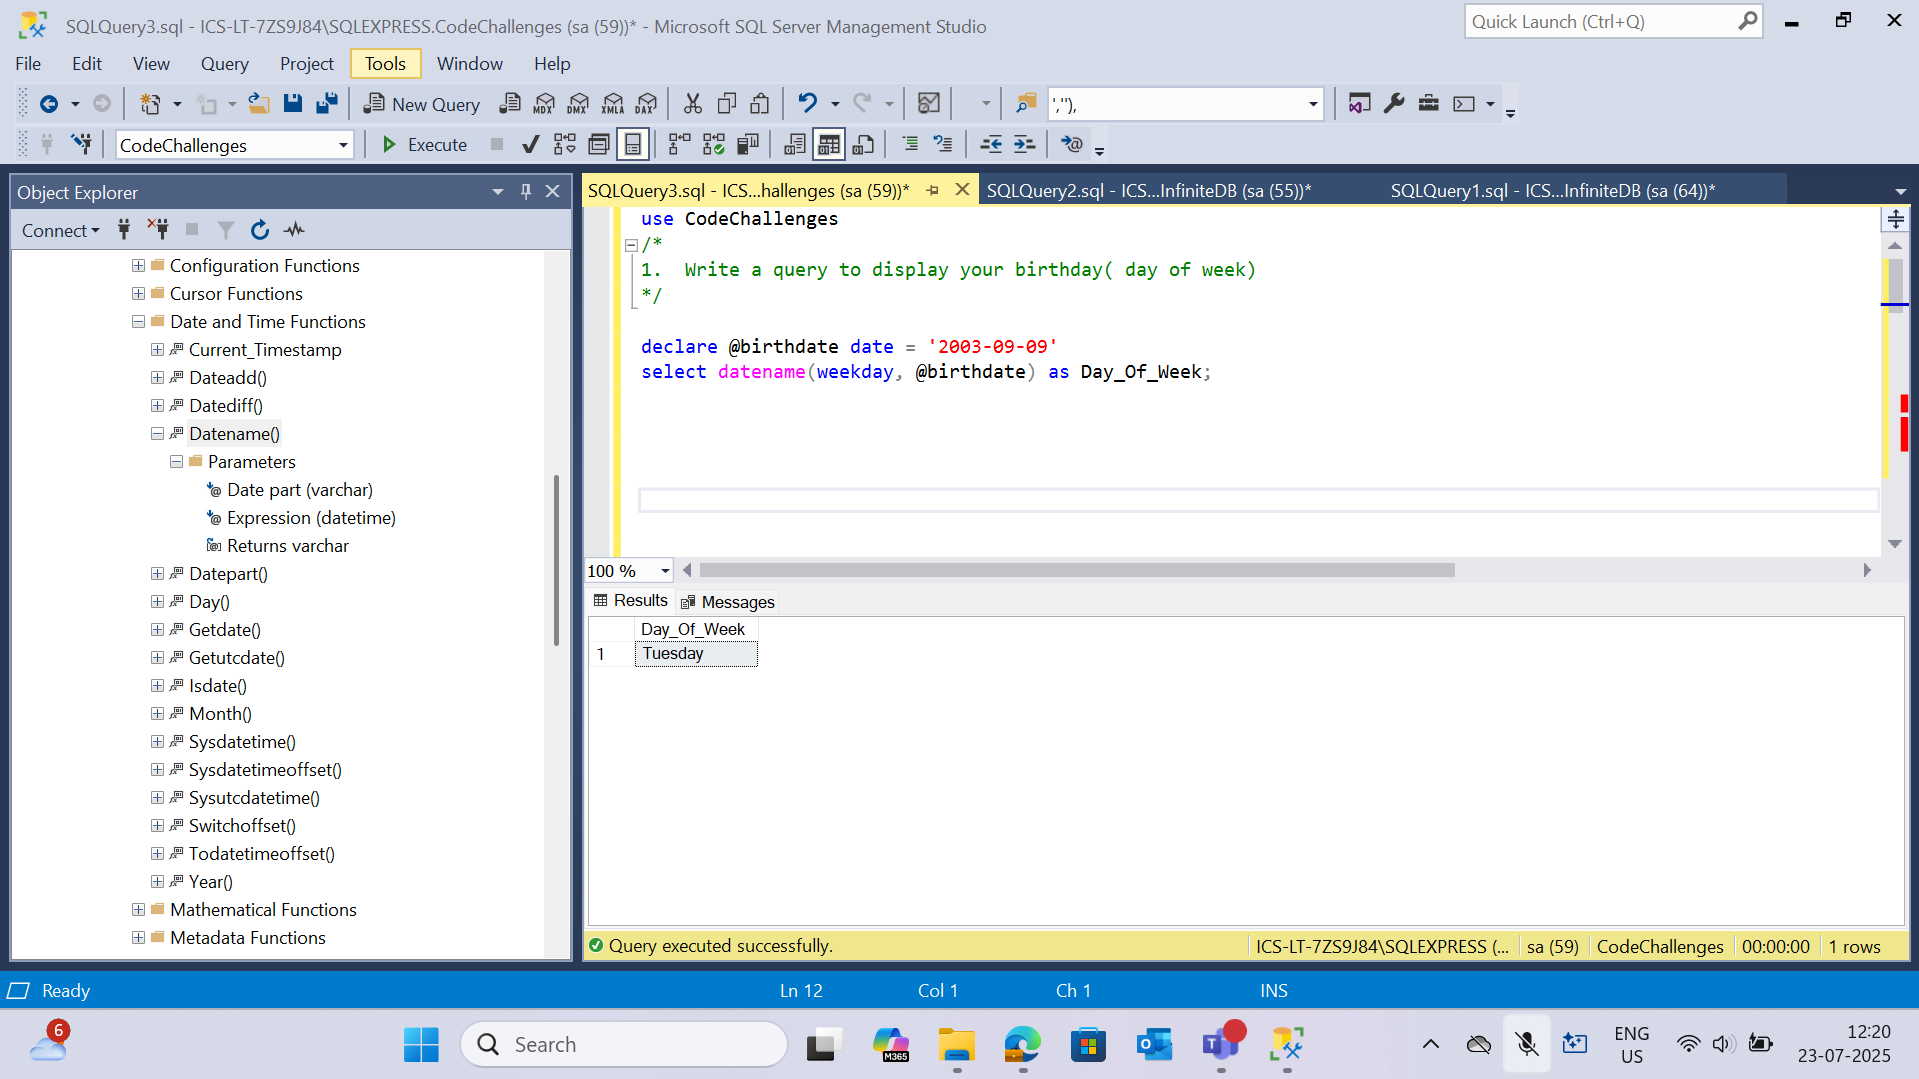 SQLQuery3.sql - ICS-LT-7ZS9J84\SQLEXPRESS.CodeChallenges (sa (59))* - Microsoft SQL Server Management Studio
Quick Launch (Ctrl+Q)
File Edit View Query Project Tools Window Help
New Query MDX DMX XMLA DAX ',''),
CodeChallenges Execute
Object Explorer
Connect
Configuration Functions
Cursor Functions
Date and Time Functions
Current_Timestamp
Dateadd()
Datediff()
Datename()
Parameters
Date part (varchar)
Expression (datetime)
Returns varchar
Datepart()
Day()
Getdate()
Getutcdate()
Isdate()
Month()
Sysdatetime()
Sysdatetimeoffset()
Sysutcdatetime()
Switchoffset()
Todatetimeoffset()
Year()
Mathematical Functions
Metadata Functions
SQLQuery3.sql - ICS...hallenges (sa (59))* SQLQuery2.sql - ICS...InfiniteDB (sa (55))* SQLQuery1.sql - ICS...InfiniteDB (sa (64))*
use CodeChallenges
/*
1. Write a query to display your birthday( day of week)
*/
declare @birthdate date = '2003-09-09'
select datename(weekday, @birthdate) as Day_Of_Week;
100 %
Results Messages
Day_Of_Week
1 Tuesday
Query executed successfully. ICS-LT-7ZS9J84\SQLEXPRESS (... sa (59) CodeChallenges 00:00:00 1 rows
Ready Ln 12 Col 1 Ch 1 INS
6
Search
M365
ENG
US
12:20
23-07-2025